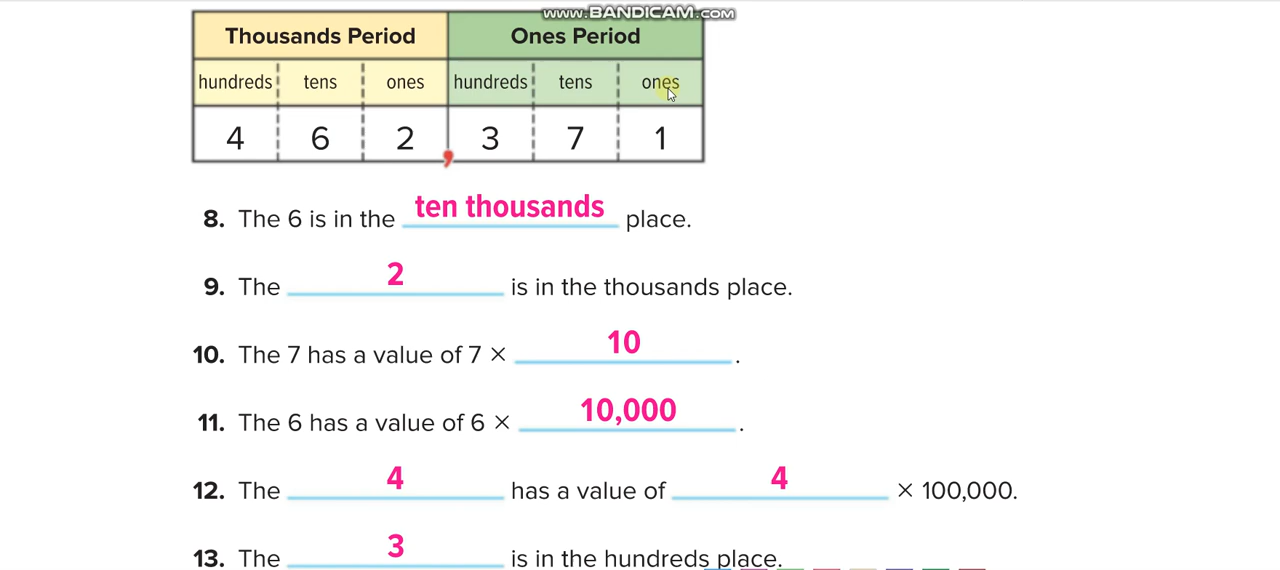 www.BANDICAM.com
Thousands Period Ones Period
hundreds tens ones hundreds tens ones
4 6 2 , 3 7 1
8. The 6 is in the ten thousands place.
9. The 2 is in the thousands place.
10. The 7 has a value of 7 × 10 .
11. The 6 has a value of 6 × 10,000 .
12. The 4 has a value of 4 × 100,000.
13. The 3 is in the hundreds place.